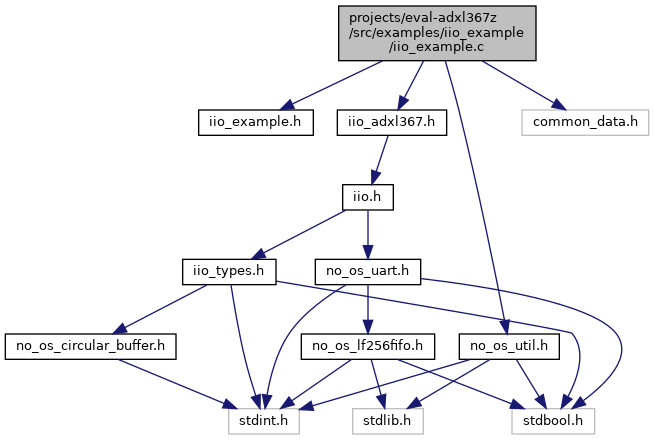 projects/eval-adxl367z
/src/examples/iio_example
/iio_example.c
iio_example.h
iio_adxl367.h
common_data.h
iio.h
iio_types.h
no_os_uart.h
no_os_circular_buffer.h
no_os_lf256fifo.h
no_os_util.h
stdint.h
stdlib.h
stdbool.h